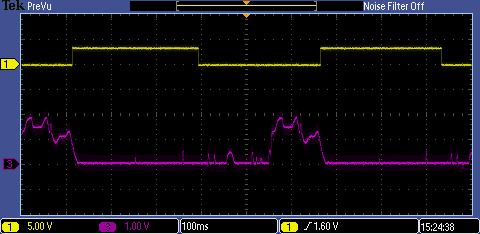 Tek PreVu Noise Filter Off
1
3
1 5.00 V 3 1.00 V 100ms 1 1.60 V 15:24:38